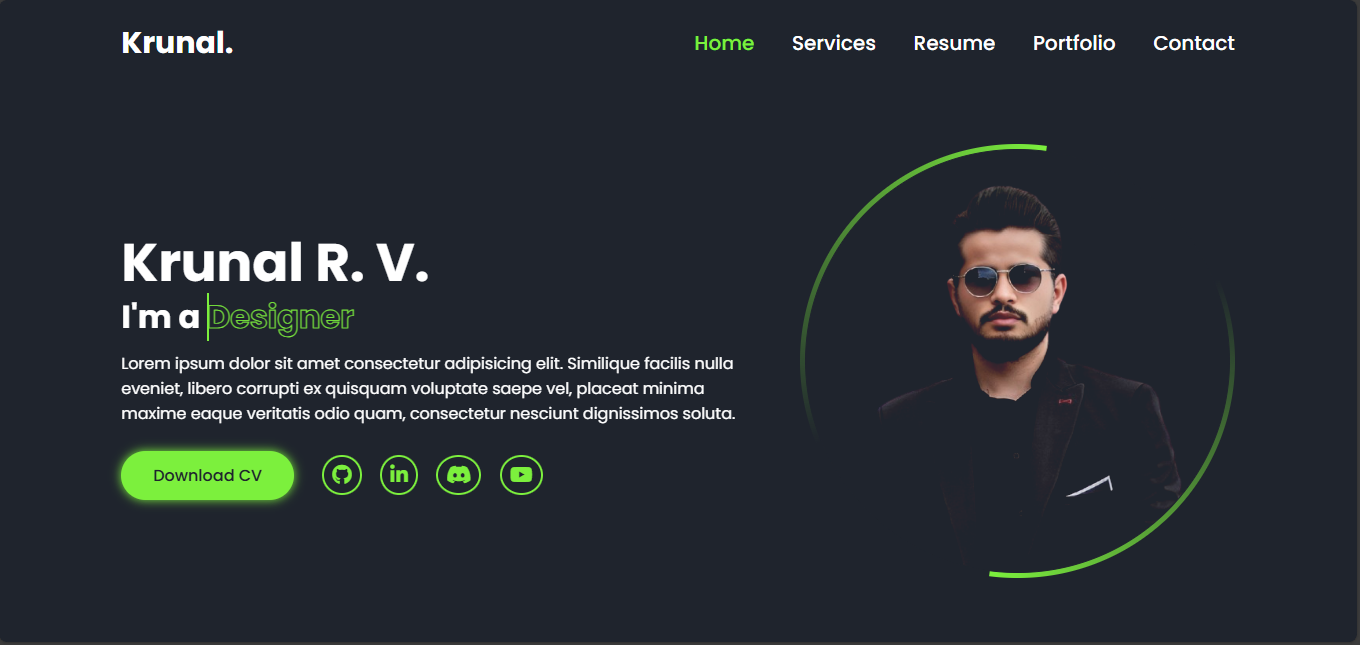 Krunal.
Home Services Resume Portfolio Contact
Krunal R. V.
I'm a Designer
Lorem ipsum dolor sit amet consectetur adipisicing elit. Similique facilis nulla
eveniet, libero corrupti ex quisquam voluptate saepe vel, placeat minima
maxime eaque veritatis odio quam, consectetur nesciunt dignissimos soluta.
Download CV in